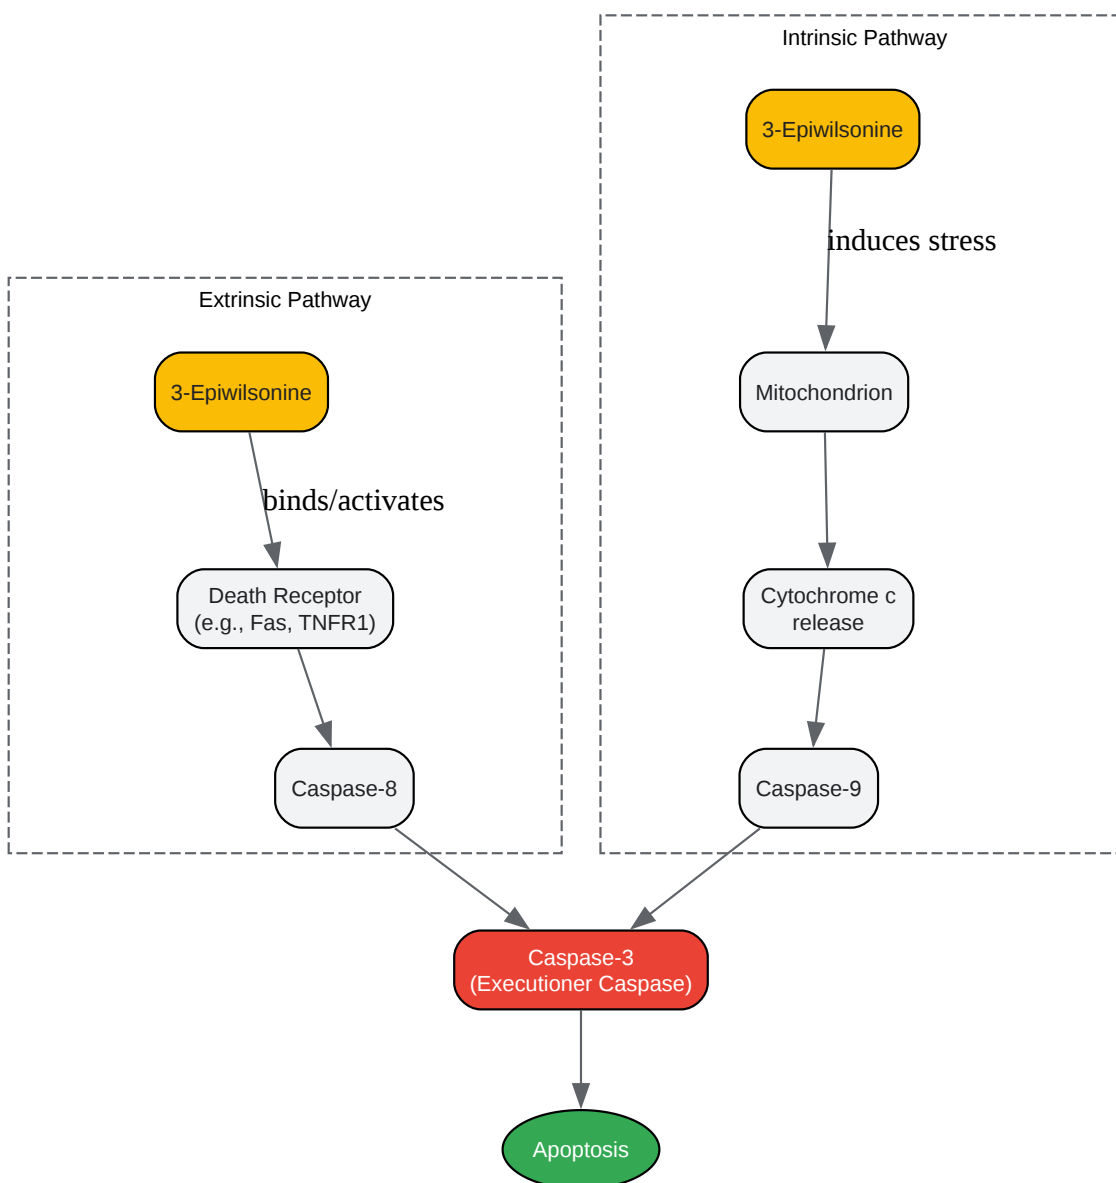 Intrinsic Pathway
3-Epiwilsonine
induces stress
Extrinsic Pathway
3-Epiwilsonine
Mitochondrion
binds/activates
Death Receptor
(e.g., Fas, TNFR1)
Cytochrome c
release
Caspase-8
Caspase-9
Caspase-3
(Executioner Caspase)
Apoptosis